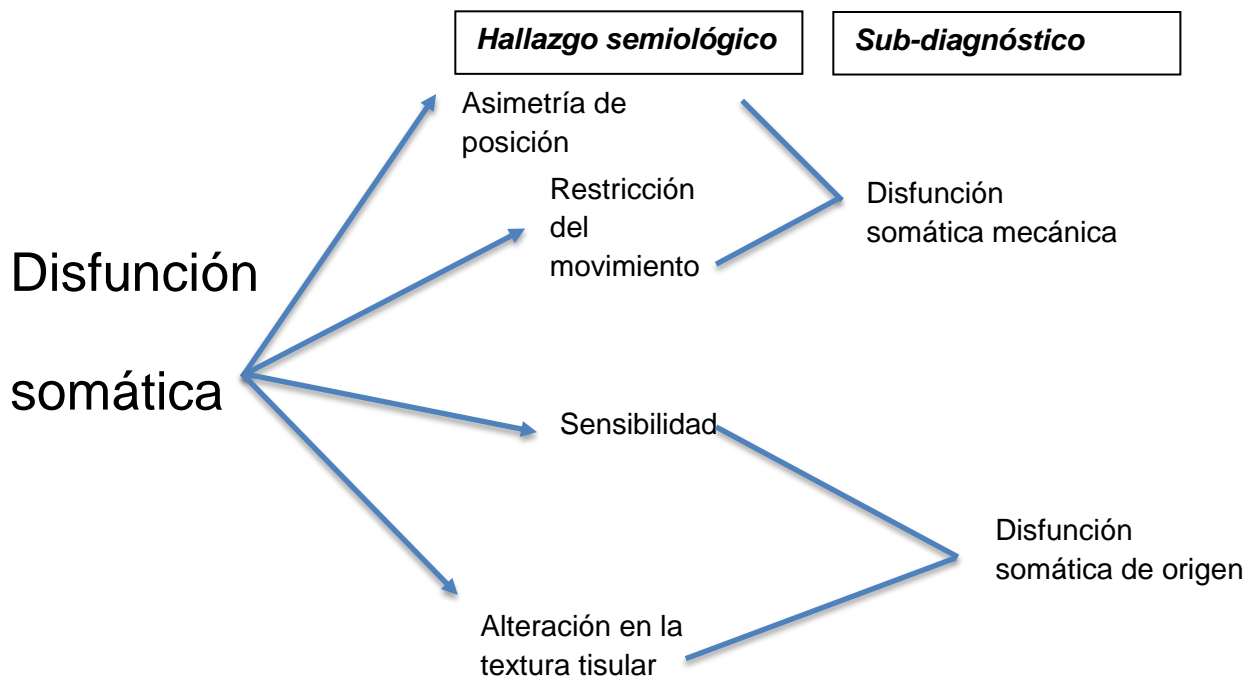 Hallazgo semiológico
Sub-diagnóstico
Asimetría de
posición
Restricción
del
movimiento
Disfunción
somática mecánica
Disfunción
somática
Sensibilidad
Disfunción
somática de origen
Alteración en la
textura tisular